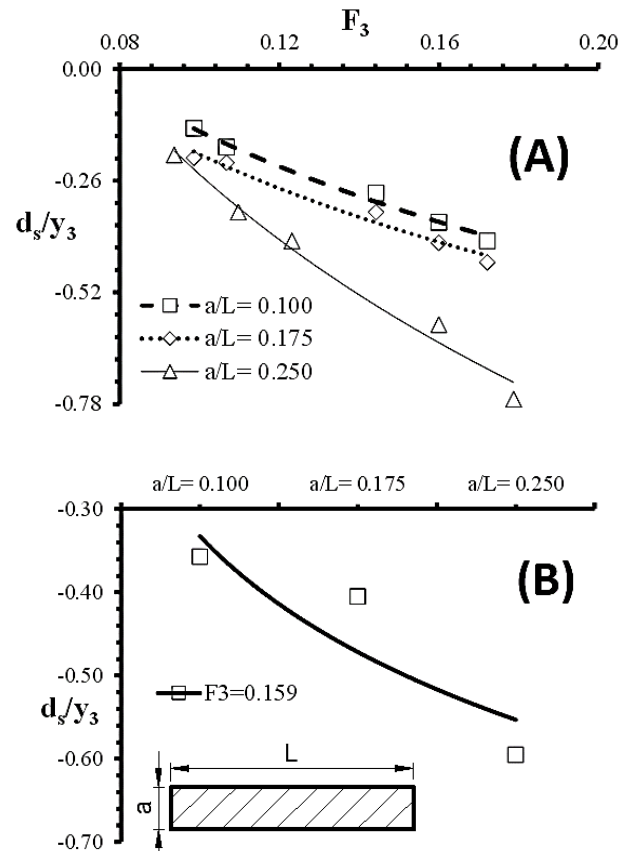 F₃
0.08 0.12 0.16 0.20
0.00
(A)
-0.26
dₛ/y₃
-0.52
a/L= 0.100
a/L= 0.175
a/L= 0.250
-0.78
a/L= 0.100 a/L= 0.175 a/L= 0.250
-0.30
-0.40
(B)
-0.50
F3=0.159
dₛ/y₃
-0.60
L
a
-0.70